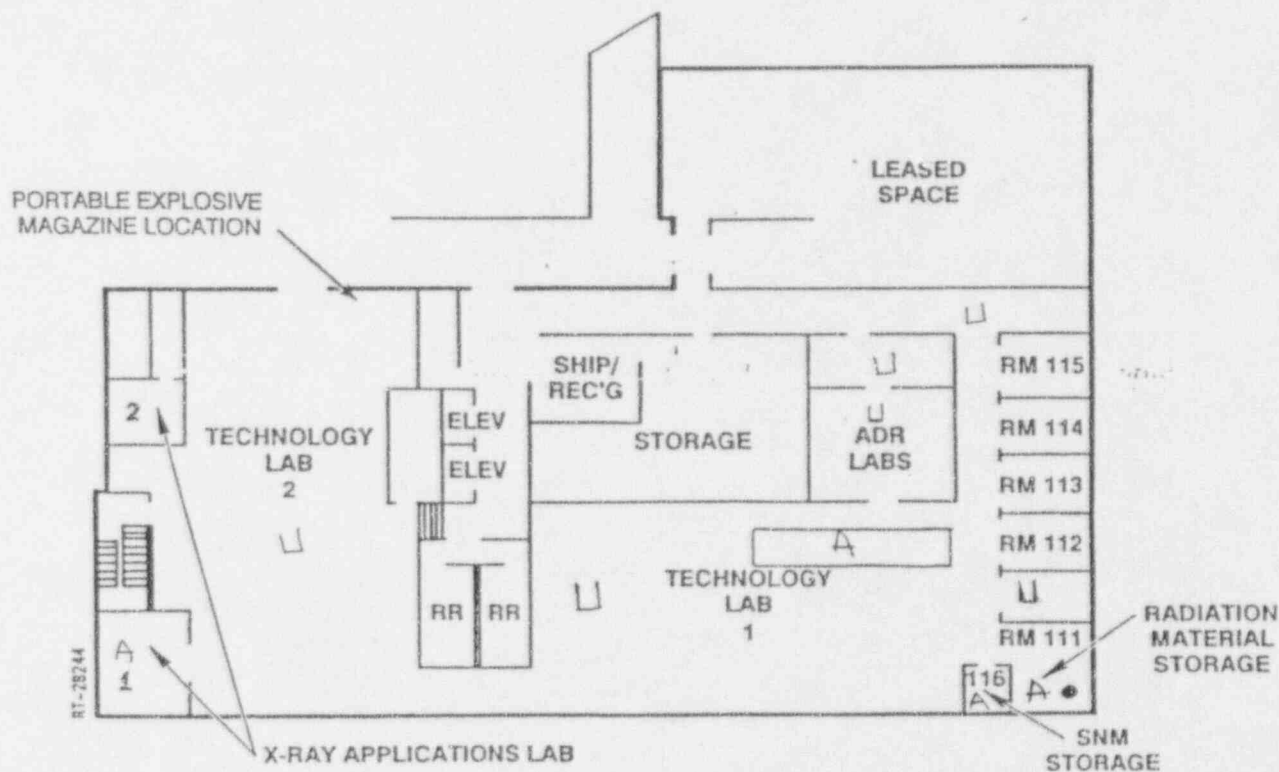 LEASED
SPACE
PORTABLE EXPLOSIVE
MAGAZINE LOCATION
U
SHIP/
REC'G
U
RM 115
2
TECHNOLOGY
LAB
2
ELEV
ELEV
STORAGE
U
ADR
LABS
RM 114
RM 113
U
A
RM 112
RR
RR
U
TECHNOLOGY
LAB
1
U
RM 111
RADIATION
MATERIAL
STORAGE
A
1
RT-28244
116
A
A
X-RAY APPLICATIONS LAB
SNM
STORAGE